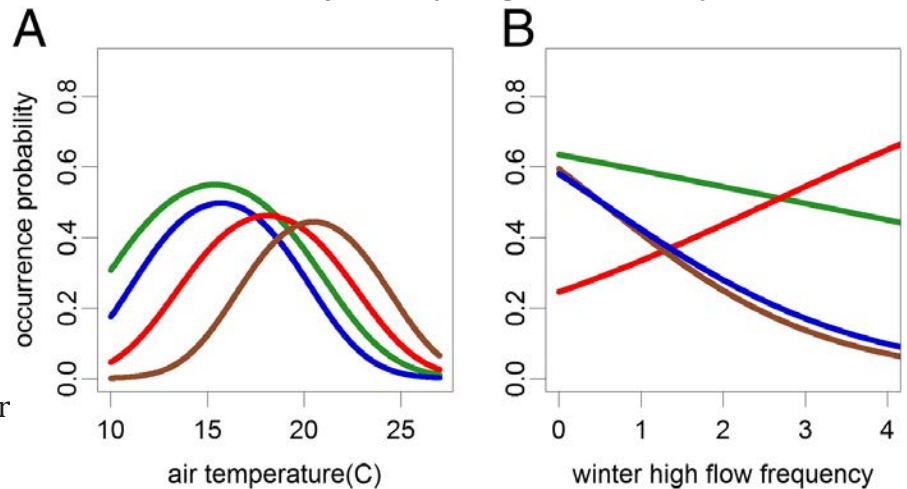 A
B
occurrence probability
0.0
0.2
0.4
0.6
0.8
10 15 20 25
air temperature(C)
0.0
0.2
0.4
0.6
0.8
0 1 2 3 4
winter high flow frequency
r